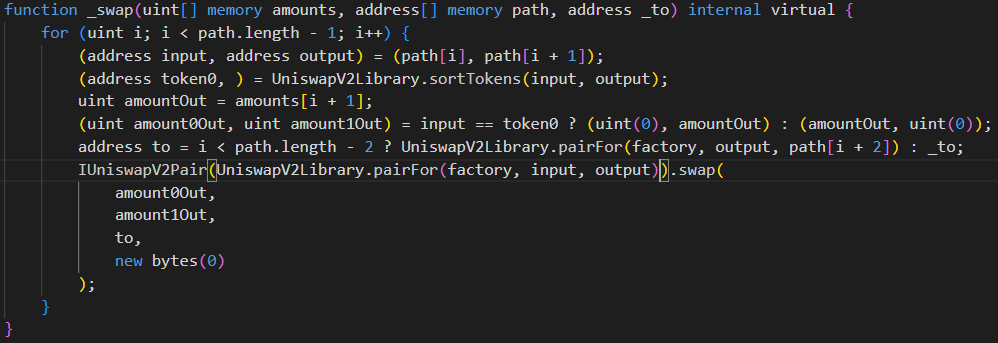 function _swap(uint[] memory amounts, address[] memory path, address _to) internal virtual {
    for (uint i; i < path.length - 1; i++) {
        (address input, address output) = (path[i], path[i + 1]);
        (address token0, ) = UniswapV2Library.sortTokens(input, output);
        uint amountOut = amounts[i + 1];
        (uint amount0Out, uint amount1Out) = input == token0 ? (uint(0), amountOut) : (amountOut, uint(0));
        address to = i < path.length - 2 ? UniswapV2Library.pairFor(factory, output, path[i + 2]) : _to;
        IUniswapV2Pair(UniswapV2Library.pairFor(factory, input, output)).swap(
            amount0Out,
            amount1Out,
            to,
            new bytes(0)
        );
    }
}